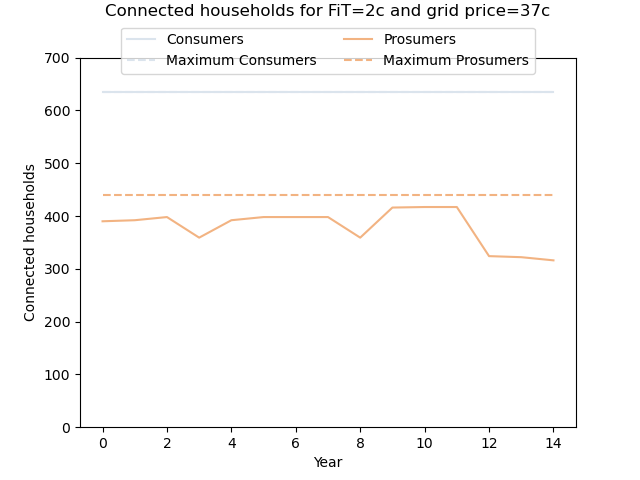 Connected households for FiT=2c and grid price=37c
Consumers
Prosumers
Maximum Consumers
Maximum Prosumers
700
600
500
400
300
200
100
0
Connected households
0 2 4 6 8 10 12 14
Year